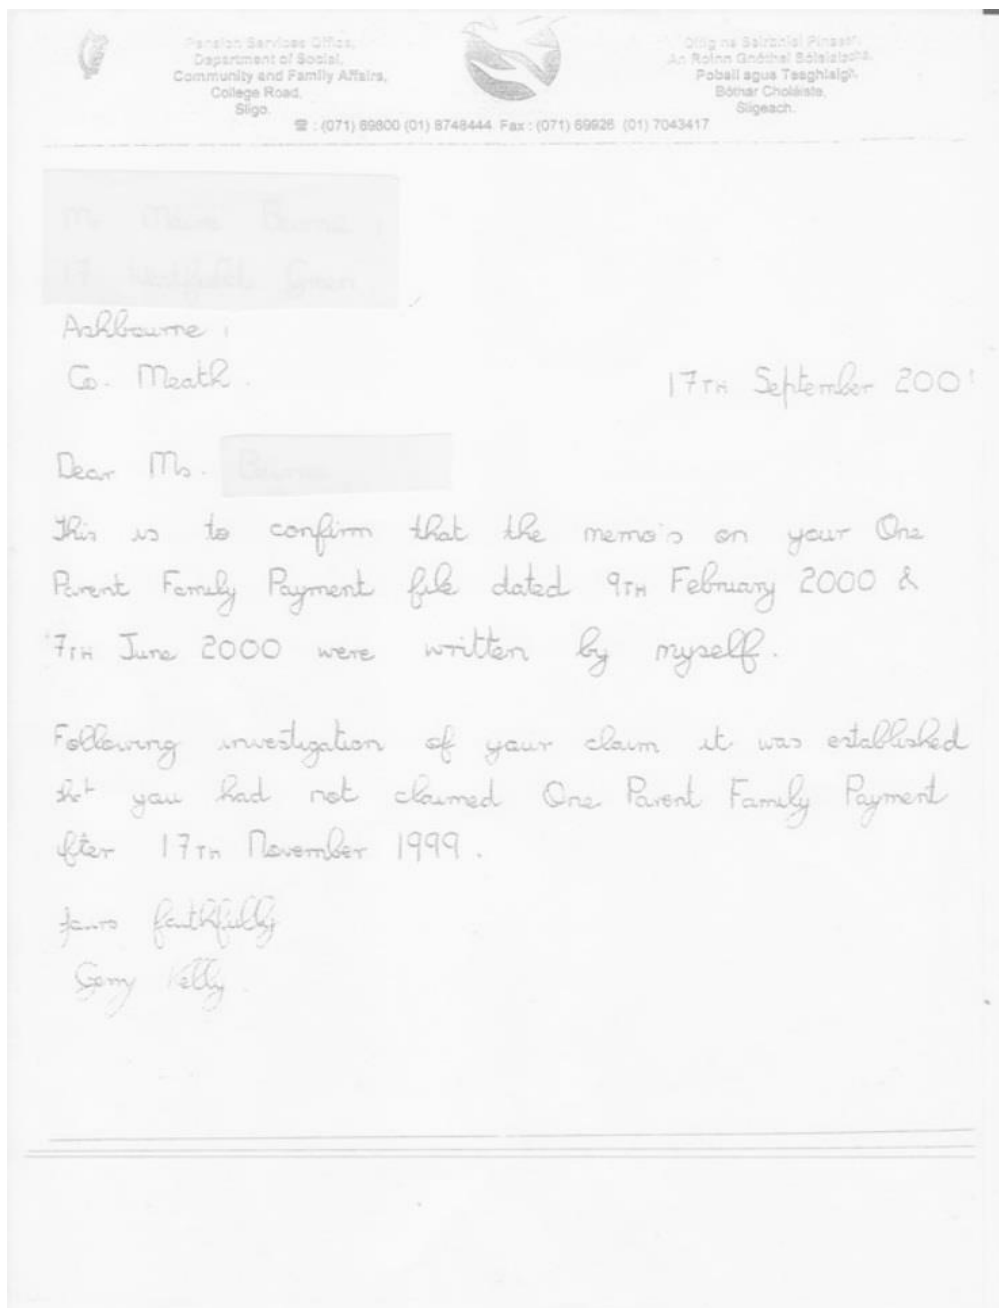 Pension Services Office,
Department of Social,
Community and Family Affairs,
College Road,
Sligo.
Oifig na Seirbhísí Pinsean,
An Roinn Gnóthaí Sóisialacha,
Pobail agus Teaghlaigh,
Bóthar Choláiste,
Sligeach.
☎ : (071) 69800 (01) 8748444 Fax : (071) 69926 (01) 7043417
Ashbourne,
Co. Meath.
17TH September 2001
Dear Ms.
This is to confirm that the memo's on your One
Parent Family Payment file dated 9TH February 2000 &
7TH June 2000 were written by myself.
Following investigation of your claim it was established
tht you had not claimed One Parent Family Payment
fter 17TH November 1999.
Yours faithfully
Gerry Kelly.